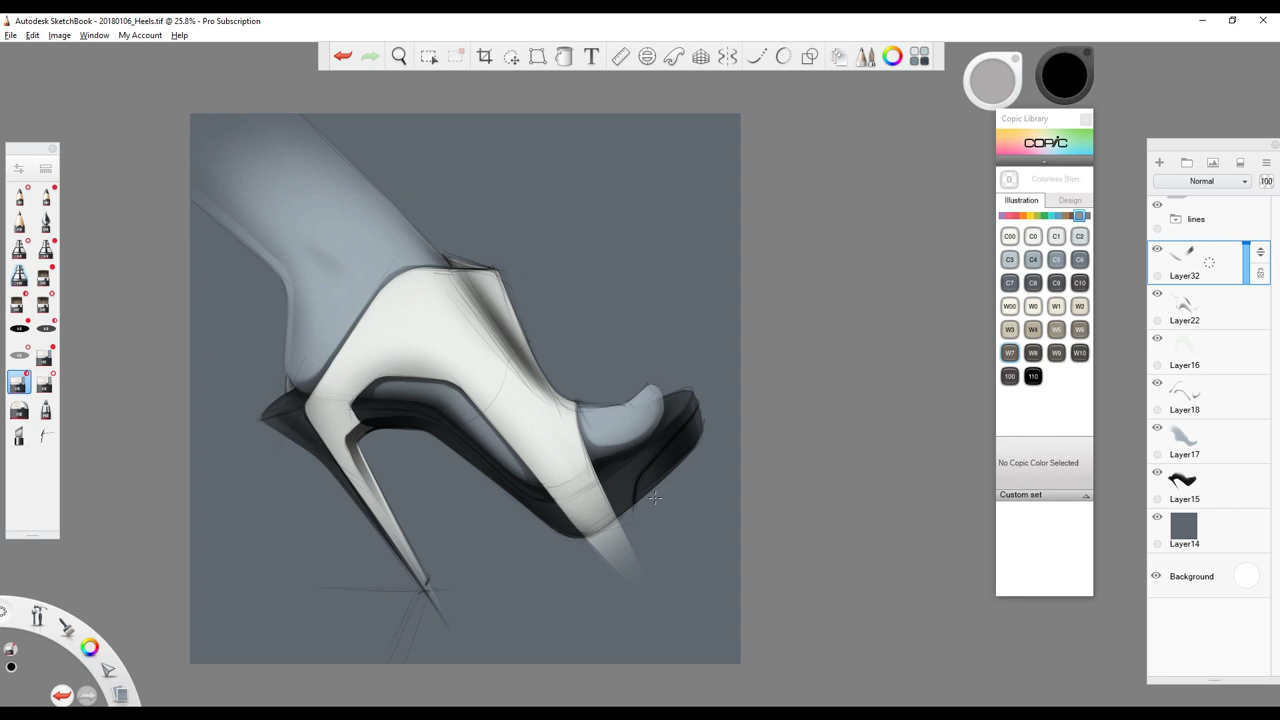 Autodesk SketchBook - 20180106_Heels.tif @ 25.8% - Pro Subscription
File Edit Image Window My Account Help
Copic Library
COPIC
0 Colorless Blen..
Illustration Design
C00 C0 C1 C2
C3 C4 C5 C6
C7 C8 C9 C10
W00 W0 W1 W2
W3 W4 W5 W6
W7 W8 W9 W10
100 110
No Copic Color Selected
Custom set
Normal 100
lines
Layer32
Layer22
Layer16
Layer18
Layer17
Layer15
Layer14
Background